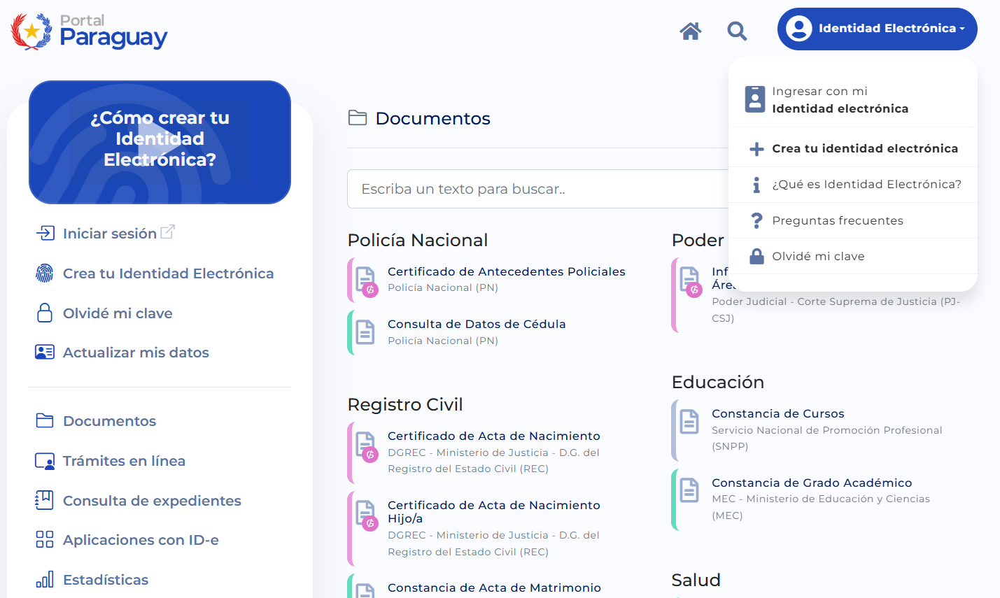 Portal
Paraguay
Identidad Electrónica
Ingresar con mi
Identidad electrónica
Crea tu identidad electrónica
¿Qué es Identidad Electrónica?
Preguntas frecuentes
Olvidé mi clave
¿Cómo crear tu
Identidad
Electrónica?
Iniciar sesión
Crea tu Identidad Electrónica
Olvidé mi clave
Actualizar mis datos
Documentos
Trámites en línea
Consulta de expedientes
Aplicaciones con ID-e
Estadísticas
Documentos
Escriba un texto para buscar..
Policía Nacional
Certificado de Antecedentes Policiales
Policía Nacional (PN)
Consulta de Datos de Cédula
Policía Nacional (PN)
Registro Civil
Certificado de Acta de Nacimiento
DGREC - Ministerio de Justicia - D.G. del
Registro del Estado Civil (REC)
Certificado de Acta de Nacimiento
Hijo/a
DGREC - Ministerio de Justicia - D.G. del
Registro del Estado Civil (REC)
Constancia de Acta de Matrimonio
Poder
Poder Judicial - Corte Suprema de Justicia (PJ-
CSJ)
Educación
Constancia de Cursos
Servicio Nacional de Promoción Profesional
(SNPP)
Constancia de Grado Académico
MEC - Ministerio de Educación y Ciencias
(MEC)
Salud